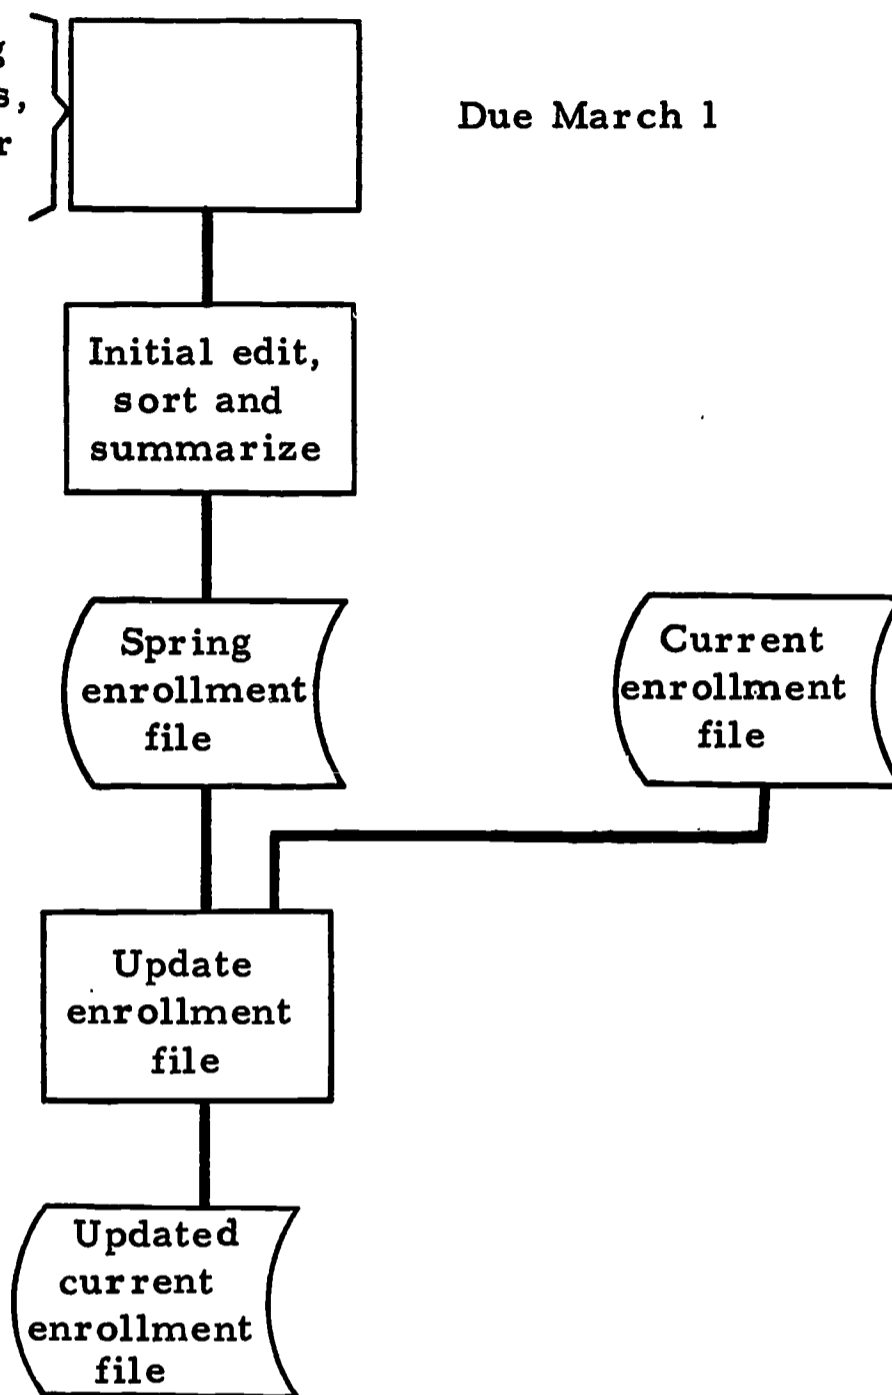 Due March 1
Initial edit,
sort and
summarize
Spring
enrollment
file
Current
enrollment
file
Update
enrollment
file
Updated
current
enrollment
file